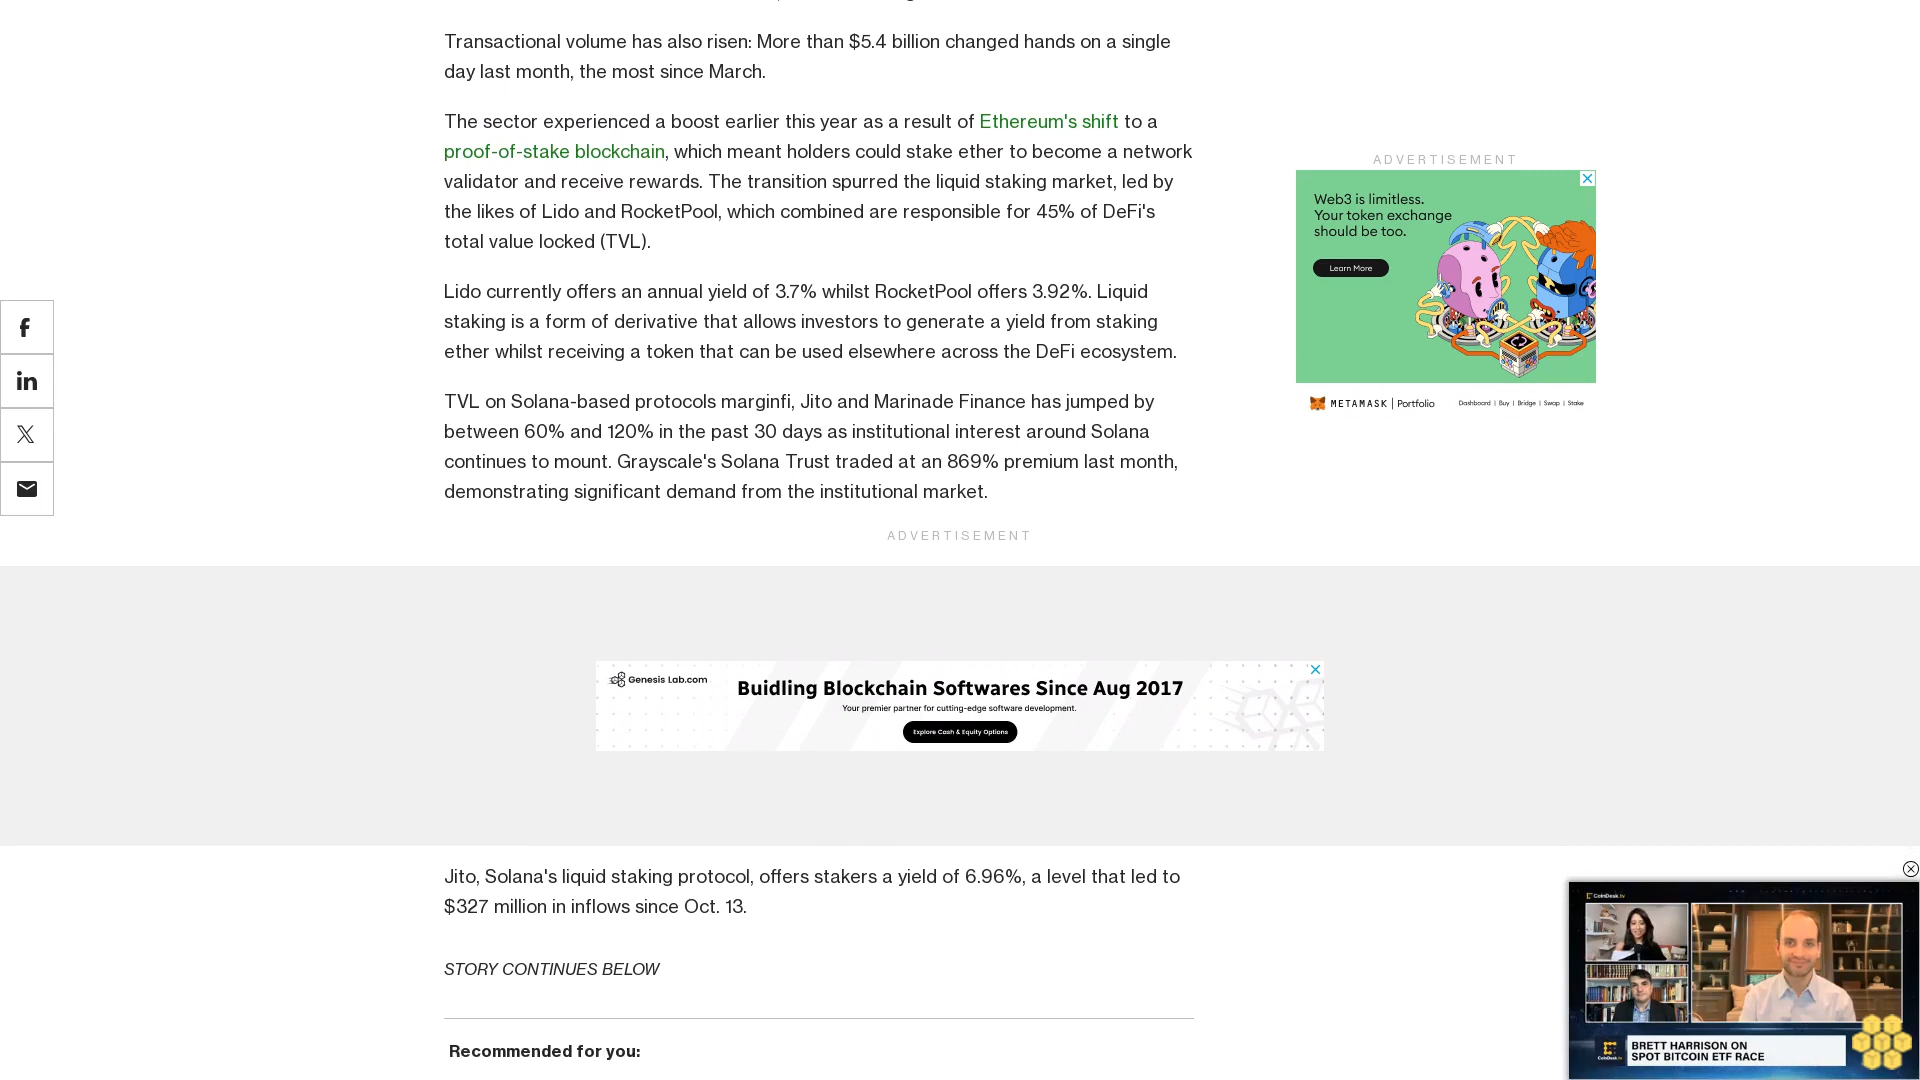 Transactional volume has also risen: More than $5.4 billion changed hands on a single
day last month, the most since March.
The sector experienced a boost earlier this year as a result of Ethereum's shift to a
proof-of-stake blockchain, which meant holders could stake ether to become a network
validator and receive rewards. The transition spurred the liquid staking market, led by
the likes of Lido and RocketPool, which combined are responsible for 45% of DeFi's
total value locked (TVL).
Lido currently offers an annual yield of 3.7% whilst RocketPool offers 3.92%. Liquid
staking is a form of derivative that allows investors to generate a yield from staking
ether whilst receiving a token that can be used elsewhere across the DeFi ecosystem.
TVL on Solana-based protocols marginfi, Jito and Marinade Finance has jumped by
between 60% and 120% in the past 30 days as institutional interest around Solana
continues to mount. Grayscale's Solana Trust traded at an 869% premium last month,
demonstrating significant demand from the institutional market.
ADVERTISEMENT
Web3 is limitless.
Your token exchange
should be too.
Learn More
METAMASK | Portfolio
Dashboard | Buy | Bridge | Swap | Stake
ADVERTISEMENT
Genesis Lab.com
Buidling Blockchain Softwares Since Aug 2017
Your premier partner for cutting-edge software development.
Explore Cash & Equity Options
Jito, Solana's liquid staking protocol, offers stakers a yield of 6.96%, a level that led to
$327 million in inflows since Oct. 13.
STORY CONTINUES BELOW
Recommended for you:
CoinDesk.tv
CoinDesk.tv
BRETT HARRISON ON
SPOT BITCOIN ETF RACE